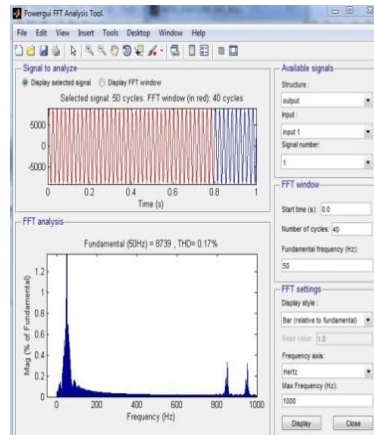 Powergui FFT Analysis Tool.
File Edit View Insert Tools Desktop Window Help
Signal to analyze
Display selected signal Display FFT window
Selected signal: 50 cycles. FFT window (in red): 40 cycles
5000
0
-5000
0 0.2 0.4 0.6 0.8 1
Time (s)
FFT analysis
Fundamental (50Hz) = 8739 , THD= 0.17%
Mag (% of Fundamental)
1.2
1
0.8
0.6
0.4
0.2
0
0 200 400 600 800 1000
Frequency (Hz)
Available signals
Structure :
output
Input :
input 1
Signal number:
1
FFT window
Start time (s): 0.0
Number of cycles: 40
Fundamental frequency (Hz):
50
FFT settings
Display style :
Bar (relative to fundamental)
Base value: 1.0
Frequency axis:
Hertz
Max Frequency (Hz):
1000
Display Close